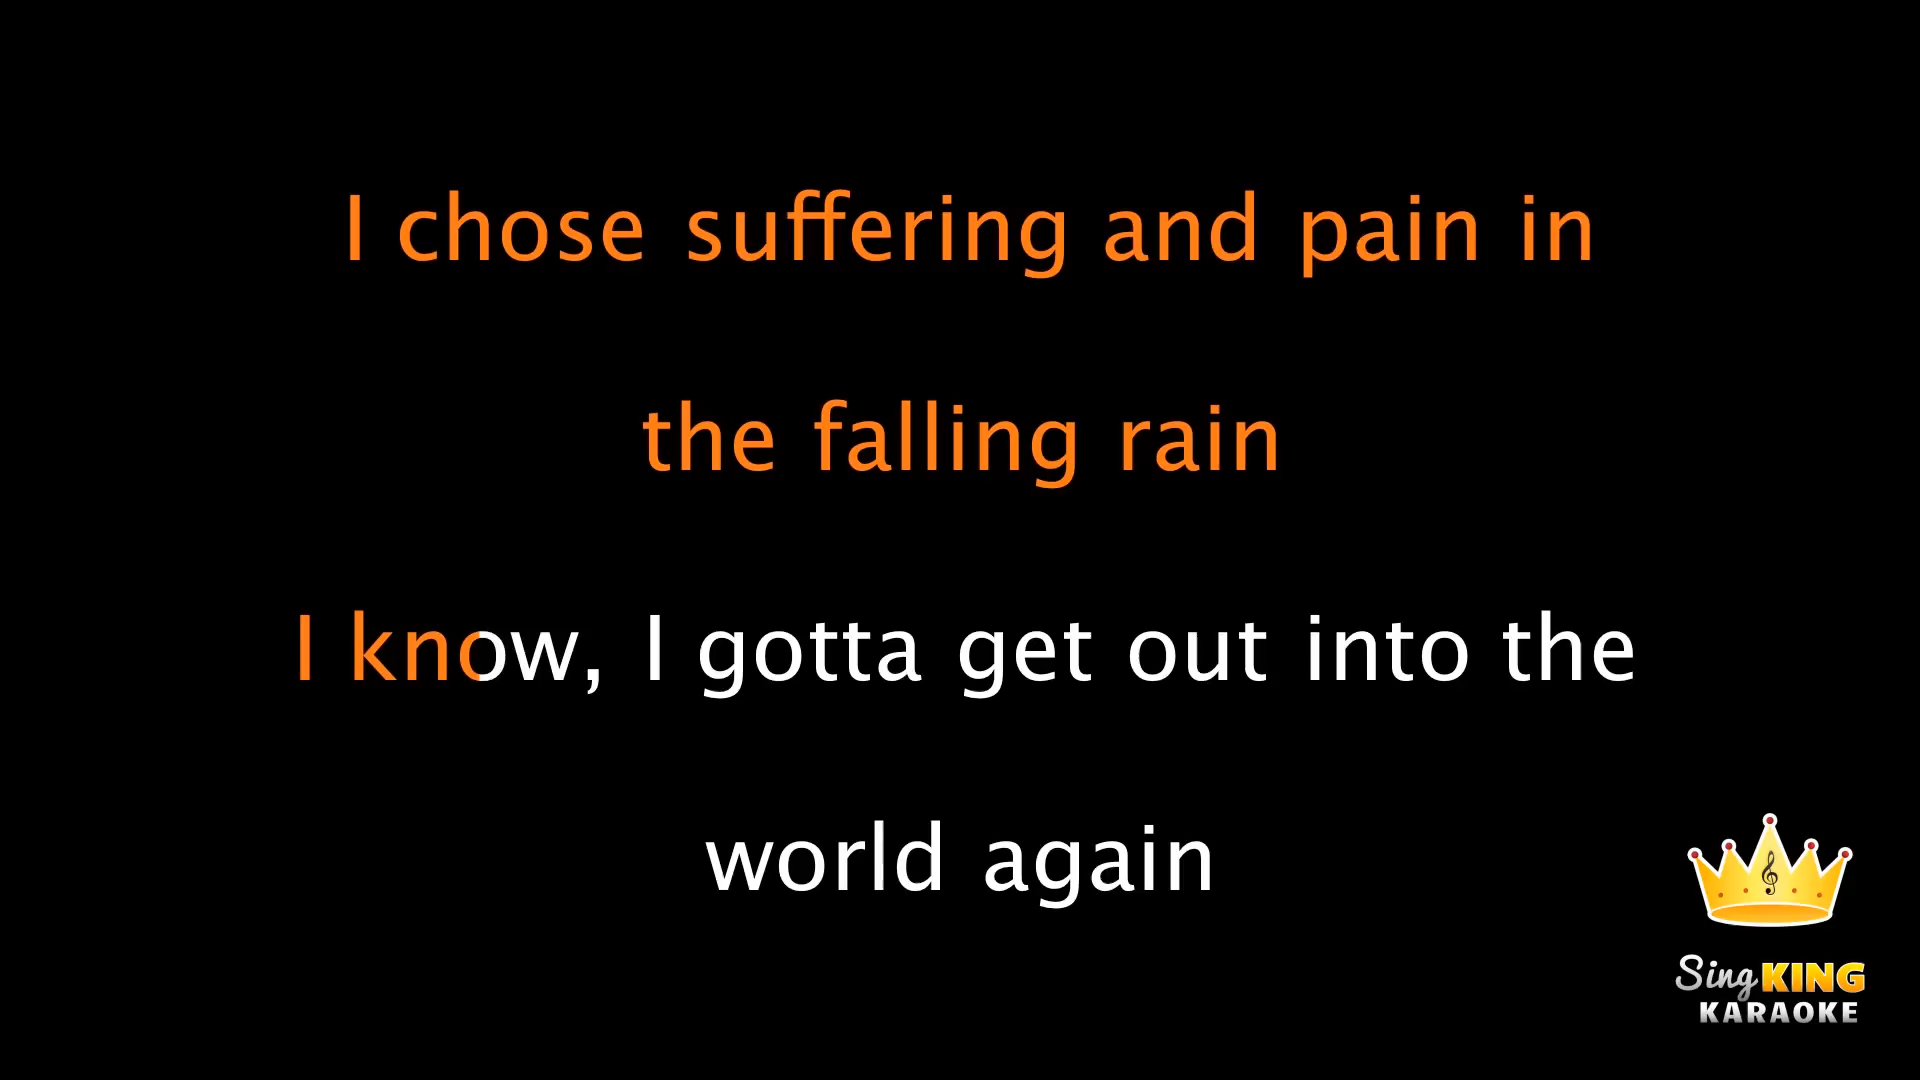 I chose suffering and pain in
the falling rain
I know, I gotta get out into the
world again
Sing KING
KARAOKE